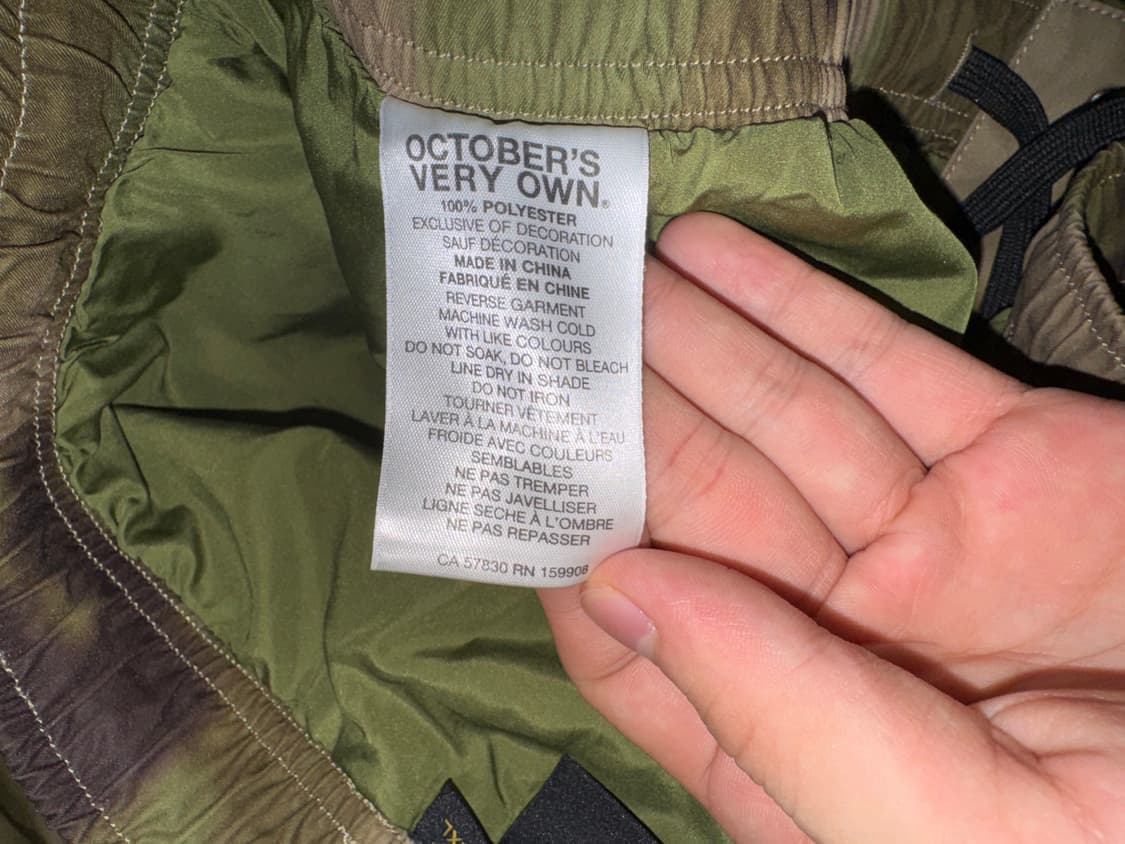 OCTOBER'S
VERY OWN.®
100% POLYESTER
EXCLUSIVE OF DECORATION
SAUF DÉCORATION
MADE IN CHINA
FABRIQUÉ EN CHINE
REVERSE GARMENT
MACHINE WASH COLD
WITH LIKE COLOURS
DO NOT SOAK, DO NOT BLEACH
LINE DRY IN SHADE
DO NOT IRON
TOURNER VÊTEMENT
LAVER À LA MACHINE À L'EAU
FROIDE AVEC COULEURS
SEMBLABLES
NE PAS TREMPER
NE PAS JAVELLISER
LIGNE SECHE À L'OMBRE
NE PAS REPASSER
CA 57830 RN 159908